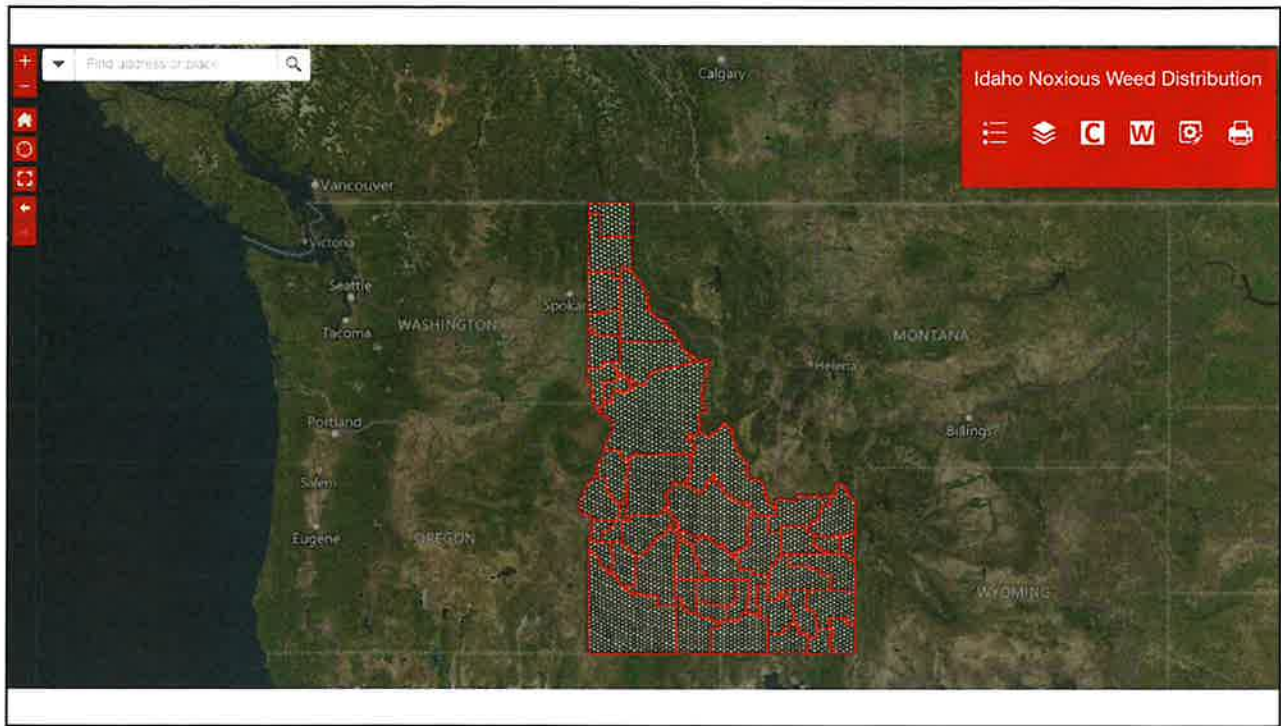 Find address or place
Idaho Noxious Weed Distribution
C W
Calgary
Vancouver
Victoria
Seattle
Spokan
Tacoma
WASHINGTON
MONTANA
Helena
Portland
Billings
Salem
Eugene
OREGON
WYOMING